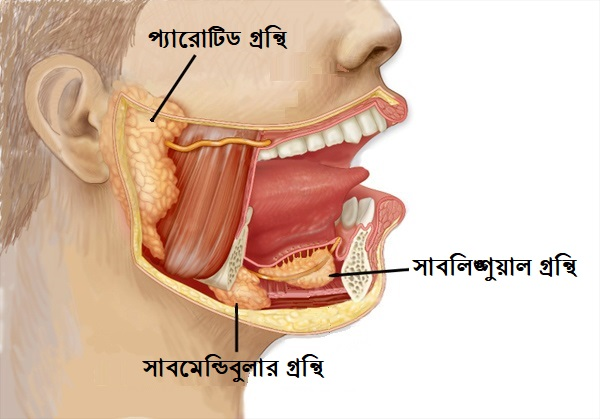 প্যারোটিড গ্রন্থি
সাবলিঙ্গুয়াল গ্রন্থি
সাবমেন্ডিবুলার গ্রন্থি